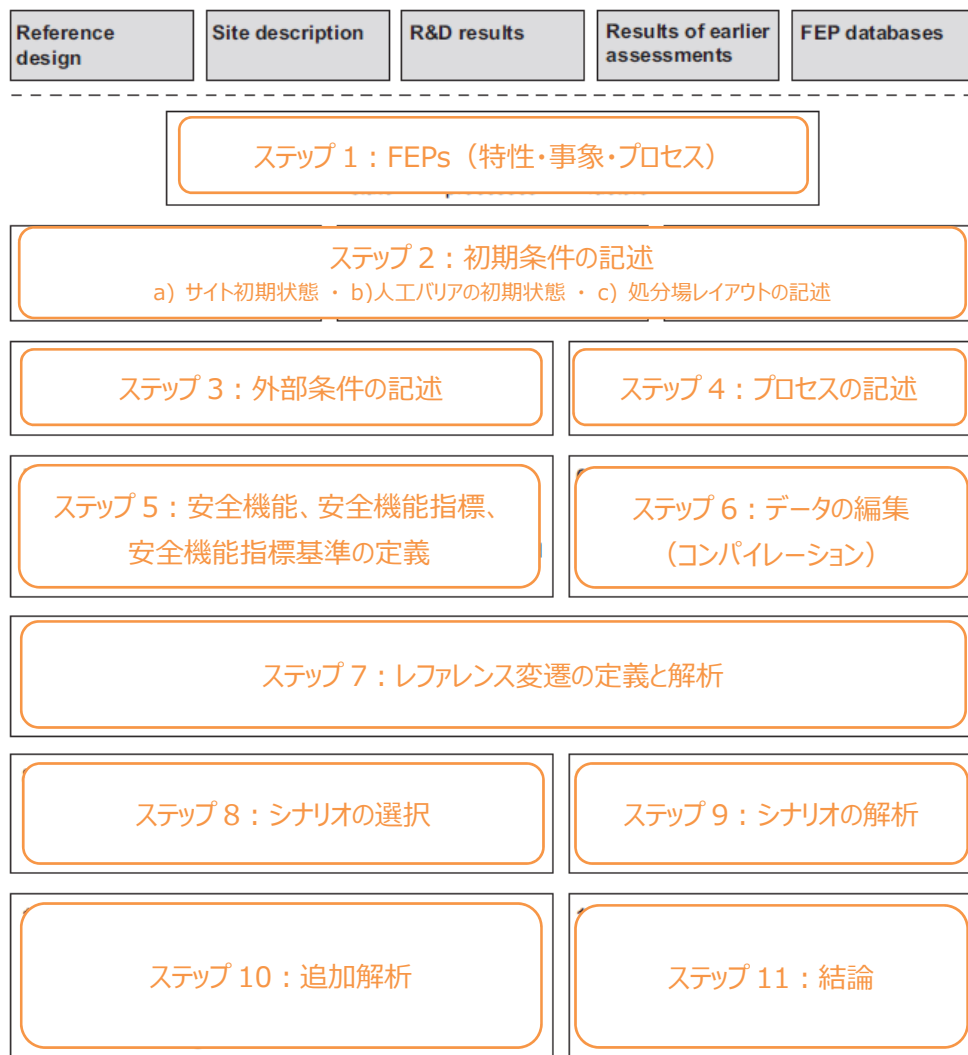 Reference
design
Site description
R&D results
Results of earlier
assessments
FEP databases
ステップ 1：FEPs（特性・事象・プロセス）
ステップ 2：初期条件の記述
a) サイト初期状態 ・ b)人工バリアの初期状態 ・ c) 処分場レイアウトの記述
ステップ 3：外部条件の記述
ステップ 4：プロセスの記述
ステップ 5：安全機能、安全機能指標、
安全機能指標基準の定義
ステップ 6：データの編集
（コンパイレーション）
ステップ 7：レファレンス変遷の定義と解析
ステップ 8：シナリオの選択
ステップ 9：シナリオの解析
ステップ 10：追加解析
ステップ 11：結論